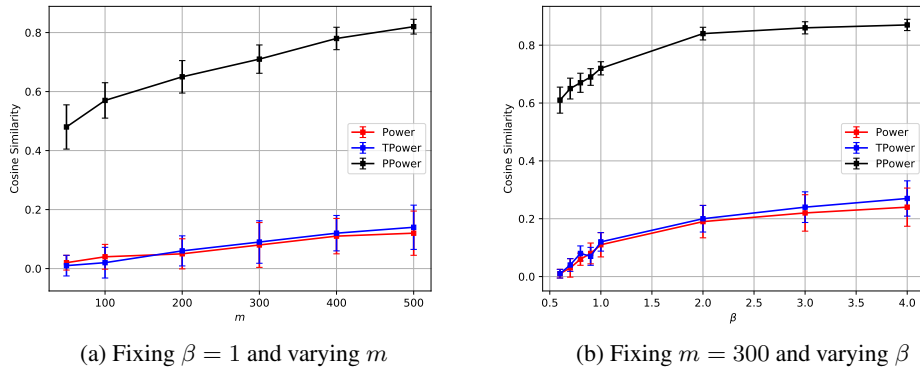 0.8
0.6
0.4
0.2
0.0
Cosine Similarity
Power
TPower
PPower
100 200 300 400 500
m
(a) Fixing β = 1 and varying m
0.8
0.6
0.4
0.2
0.0
Cosine Similarity
Power
TPower
PPower
0.5 1.0 1.5 2.0 2.5 3.0 3.5 4.0
β
(b) Fixing m = 300 and varying β